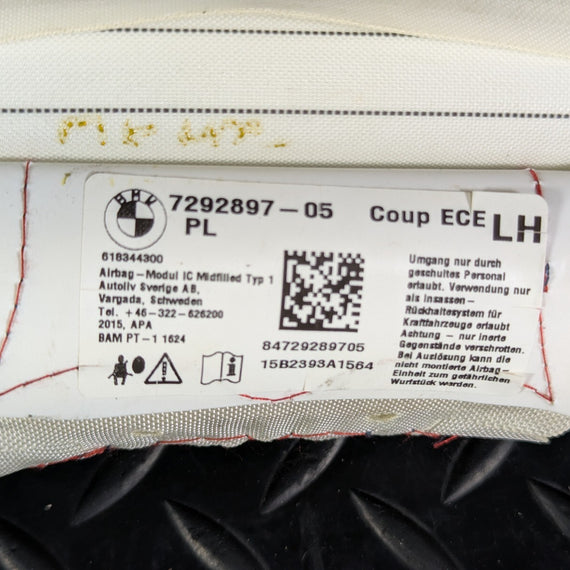 BMW
7292897-05 Coup ECE LH
PL
618344300
Airbag-Modul IC Midfilled Typ 1
Autoliv Sverige AB,
Vargada, Schweden
Tel. +46-322-626200
2015, APA
BAM PT-1 1624
84729289705
15B2393A1564
Umgang nur durch
geschultes Personal
erlaubt. Verwendung nur
als Insassen-
Rückhaltesystem für
Kraftfahrzeuge erlaubt
Achtung - nur inerte
Gegenstände verschrotten.
Bei Auslösung kann die
nicht montierte Airbag-
Einheit zum gefährlichen
Wurfstück warden.